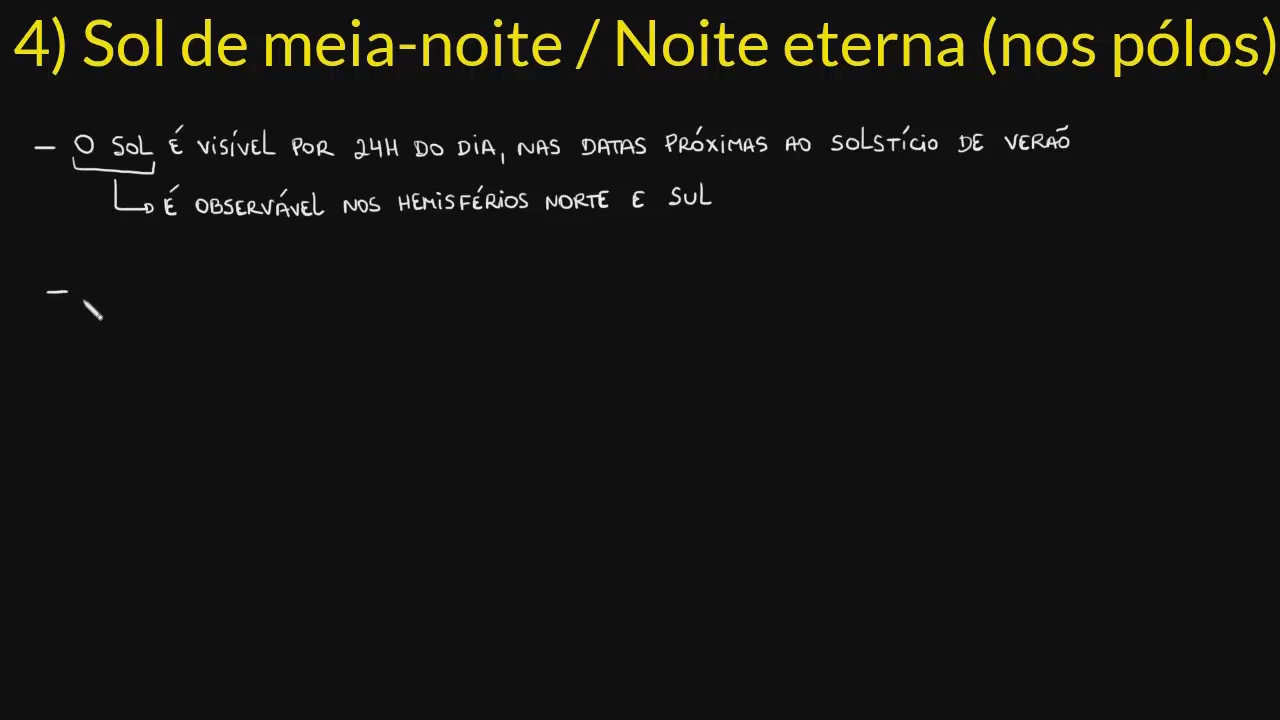 4) Sol de meia-noite / Noite eterna (nos pólos)
– O SOL É VISÍVEL POR 24H DO DIA, NAS DATAS PRÓXIMAS AO SOLSTÍCIO DE VERÃO
É OBSERVÁVEL NOS HEMISFÉRIOS NORTE E SUL
–